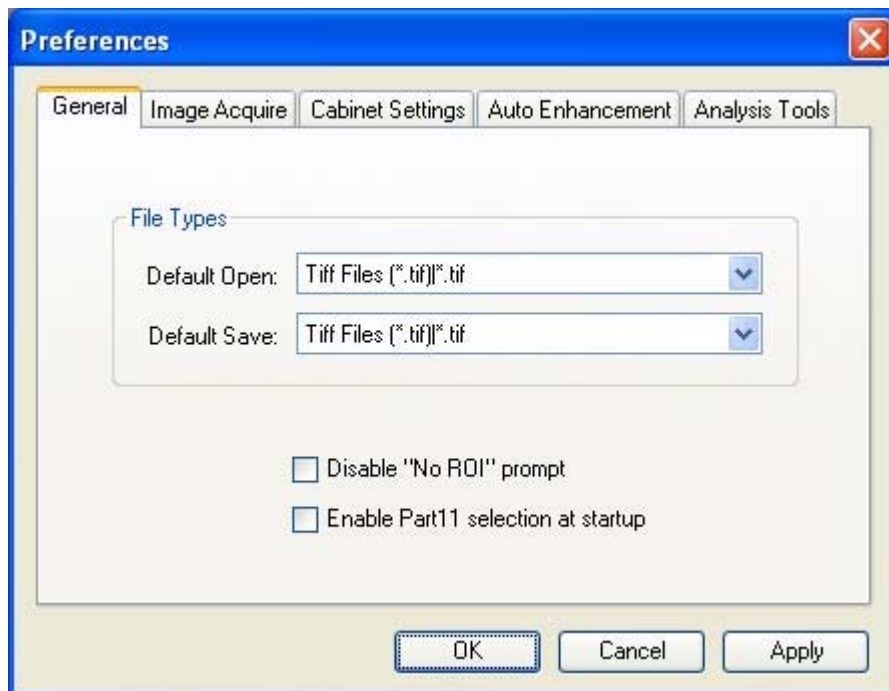 Preferences
General Image Acquire Cabinet Settings Auto Enhancement Analysis Tools
File Types
Default Open: Tiff Files (*.tif)|*.tif
Default Save: Tiff Files (*.tif)|*.tif
Disable "No ROI" prompt
Enable Part11 selection at startup
OK Cancel Apply